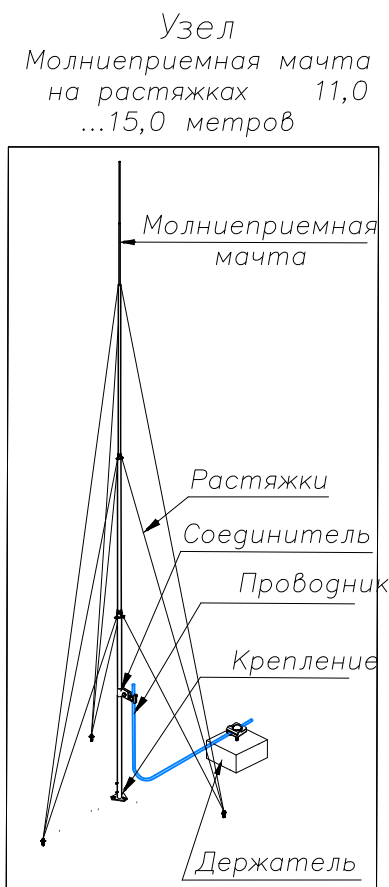 Узел
Молниеприемная мачта
на растяжках 11,0
...15,0 метров
Молниеприемная
мачта
Растяжки
Соединитель
Проводник
Крепление
Держатель